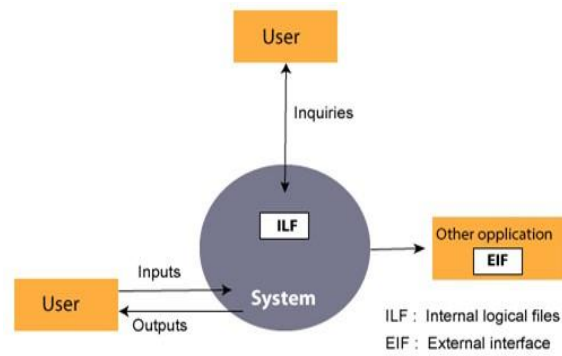 User
Inquiries
ILF
Other opplication
EIF
Inputs
User
System
Outputs
ILF : Internal logical files
EIF : External interface